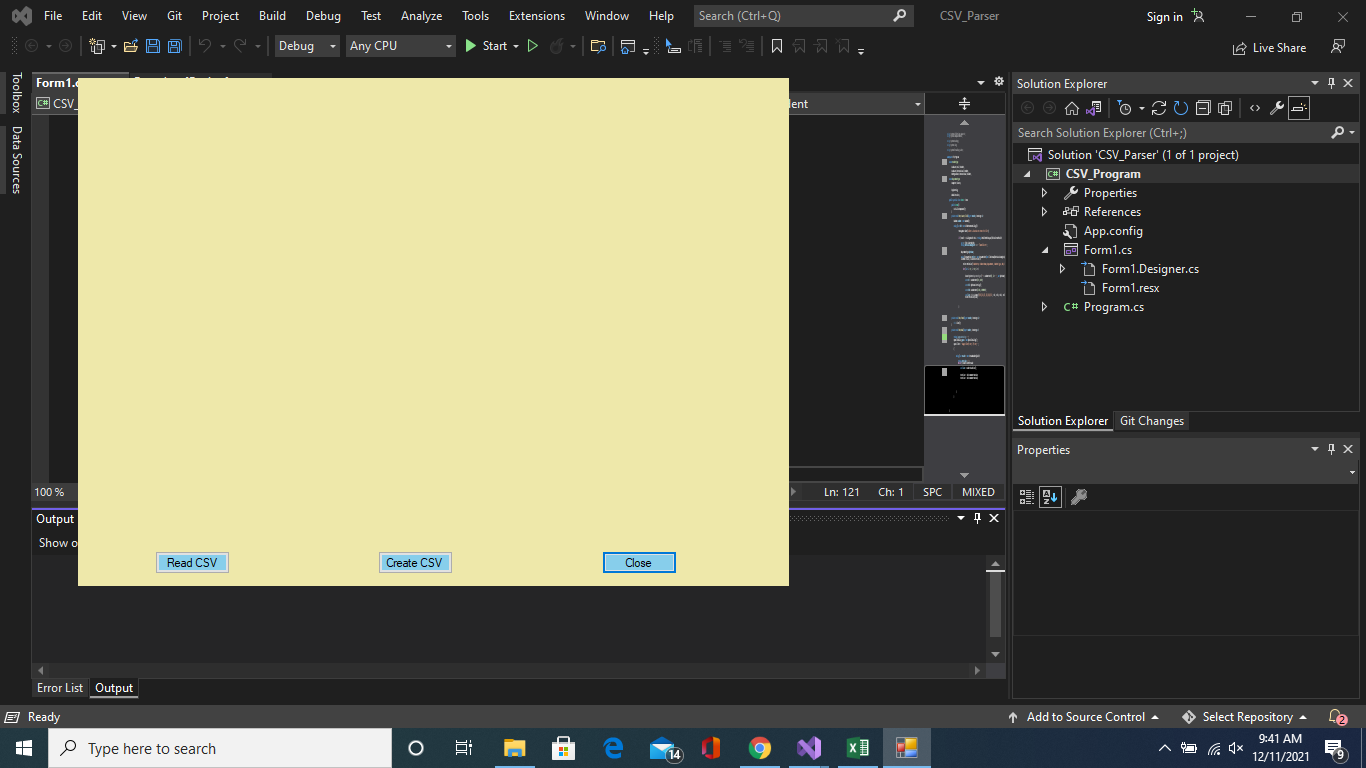 File Edit View Git Project Build Debug Test Analyze Tools Extensions Window Help Search (Ctrl+Q) CSV_Parser Sign in
Debug Any CPU Start Live Share
Toolbox
Data Sources
Form1.c
C# CSV_ lent
100 % Ln: 121 Ch: 1 SPC MIXED
Output
Show o
Read CSV Create CSV Close
Error List Output
Solution Explorer
Search Solution Explorer (Ctrl+;)
Solution 'CSV_Parser' (1 of 1 project)
C# CSV_Program
Properties
References
App.config
Form1.cs
Form1.Designer.cs
Form1.resx
C# Program.cs
Solution Explorer Git Changes
Properties
Ready Add to Source Control Select Repository 2
Type here to search 14 9:41 AM
12/11/2021 9